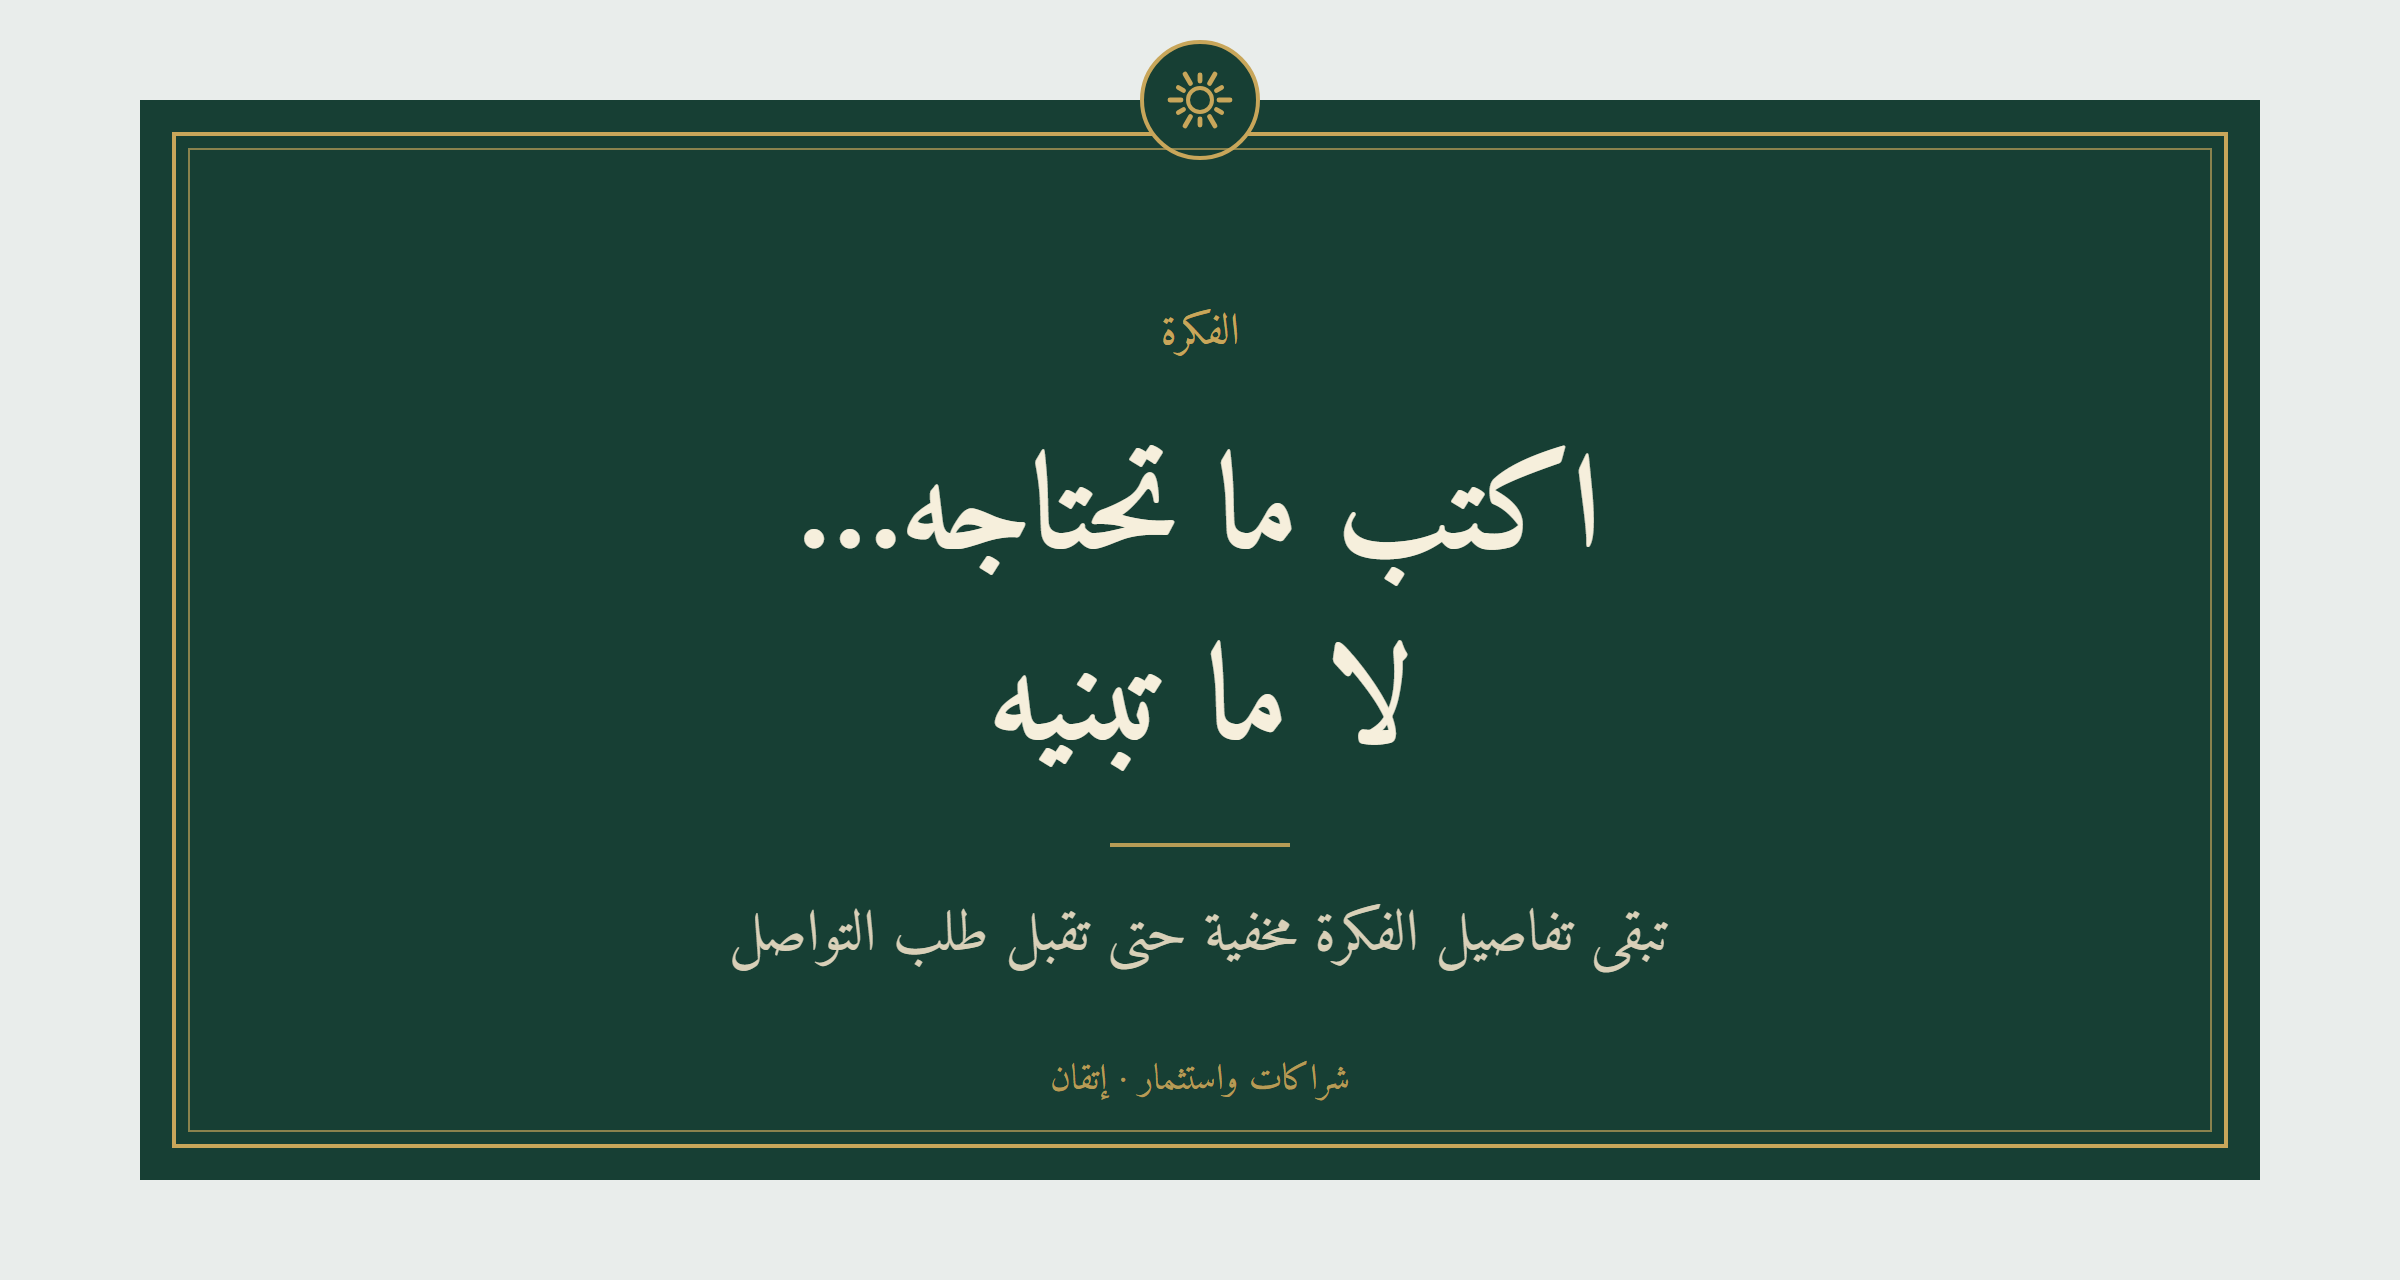 الفكرة
اكتب ما تحتاجه...
لا ما تبنيه
تبقى تفاصيل الفكرة مخفية حتى تقبل طلب التواصل
شراكات واستثمار · إتقان